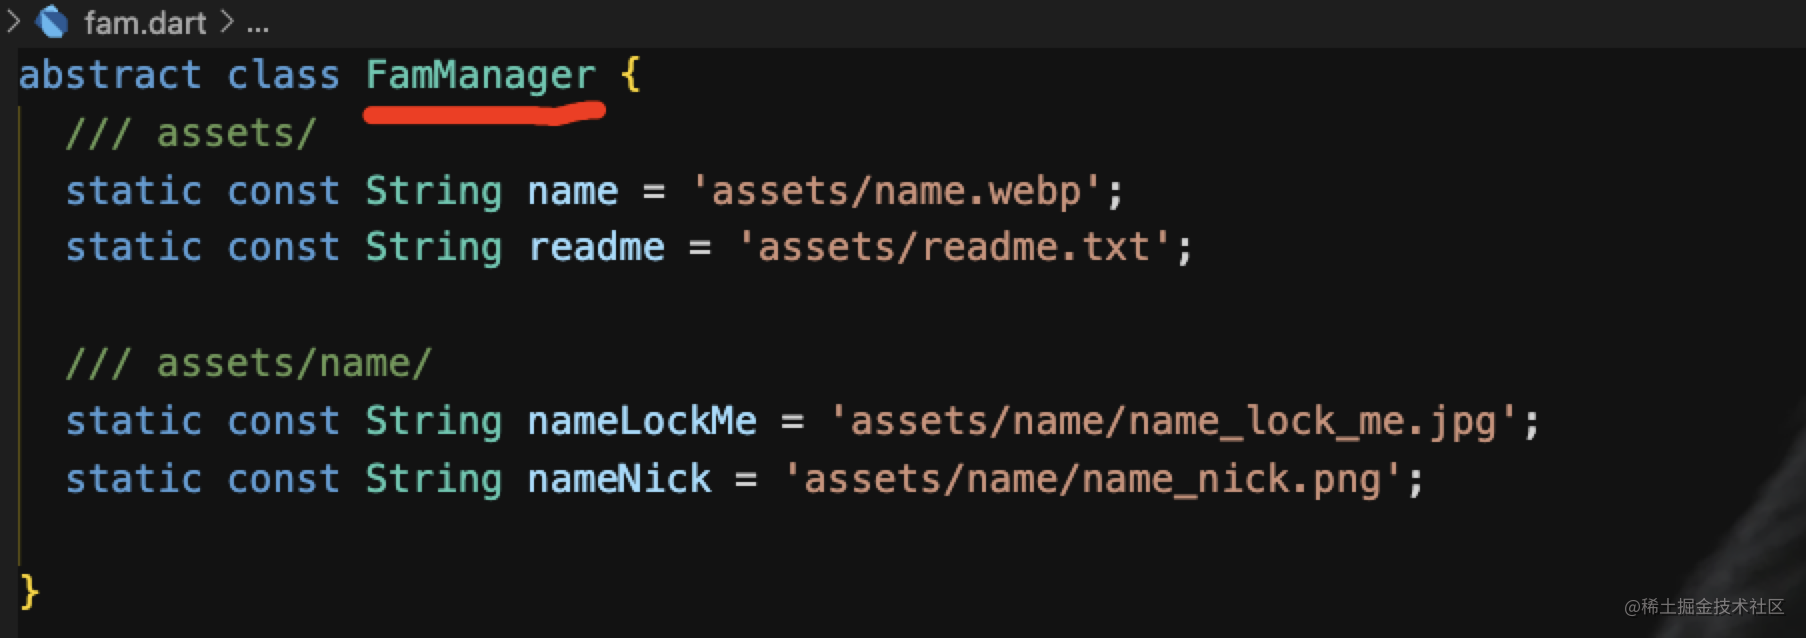 > fam.dart > ...
abstract class FamManager {
/// assets/
static const String name = 'assets/name.webp';
static const String readme = 'assets/readme.txt';
/// assets/name/
static const String nameLockMe = 'assets/name/name_lock_me.jpg';
static const String nameNick = 'assets/name/name_nick.png';
}
@稀土掘金技术社区